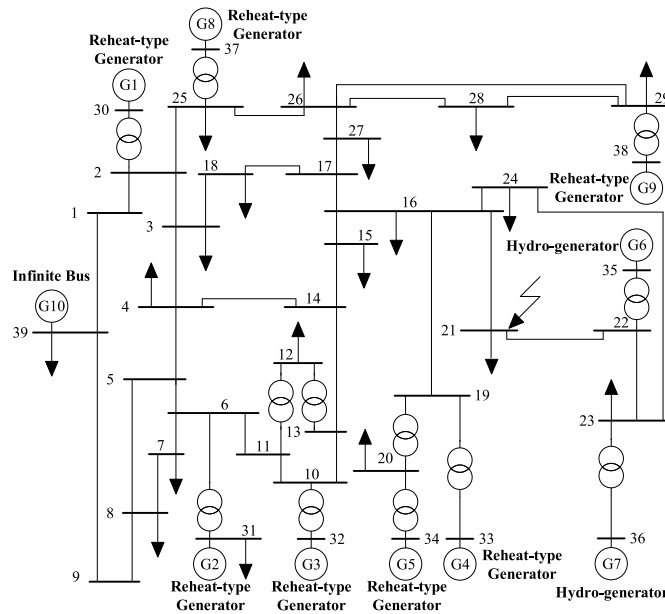 G8
Reheat-type
Generator
37
Reheat-type
Generator
G1
30
25
26
28
29
27
38
Reheat-type
Generator
G9
2
18
17
24
1
3
16
15
Hydro-generator
G6
35
Infinite Bus
G10
39
4
14
21
22
12
5
19
6
13
23
7
11
20
10
8
9
31
32
34
33
36
G2
G3
G5
G4
Reheat-type
Generator
G7
Reheat-type
Generator
Reheat-type
Generator
Reheat-type
Generator
Hydro-generator